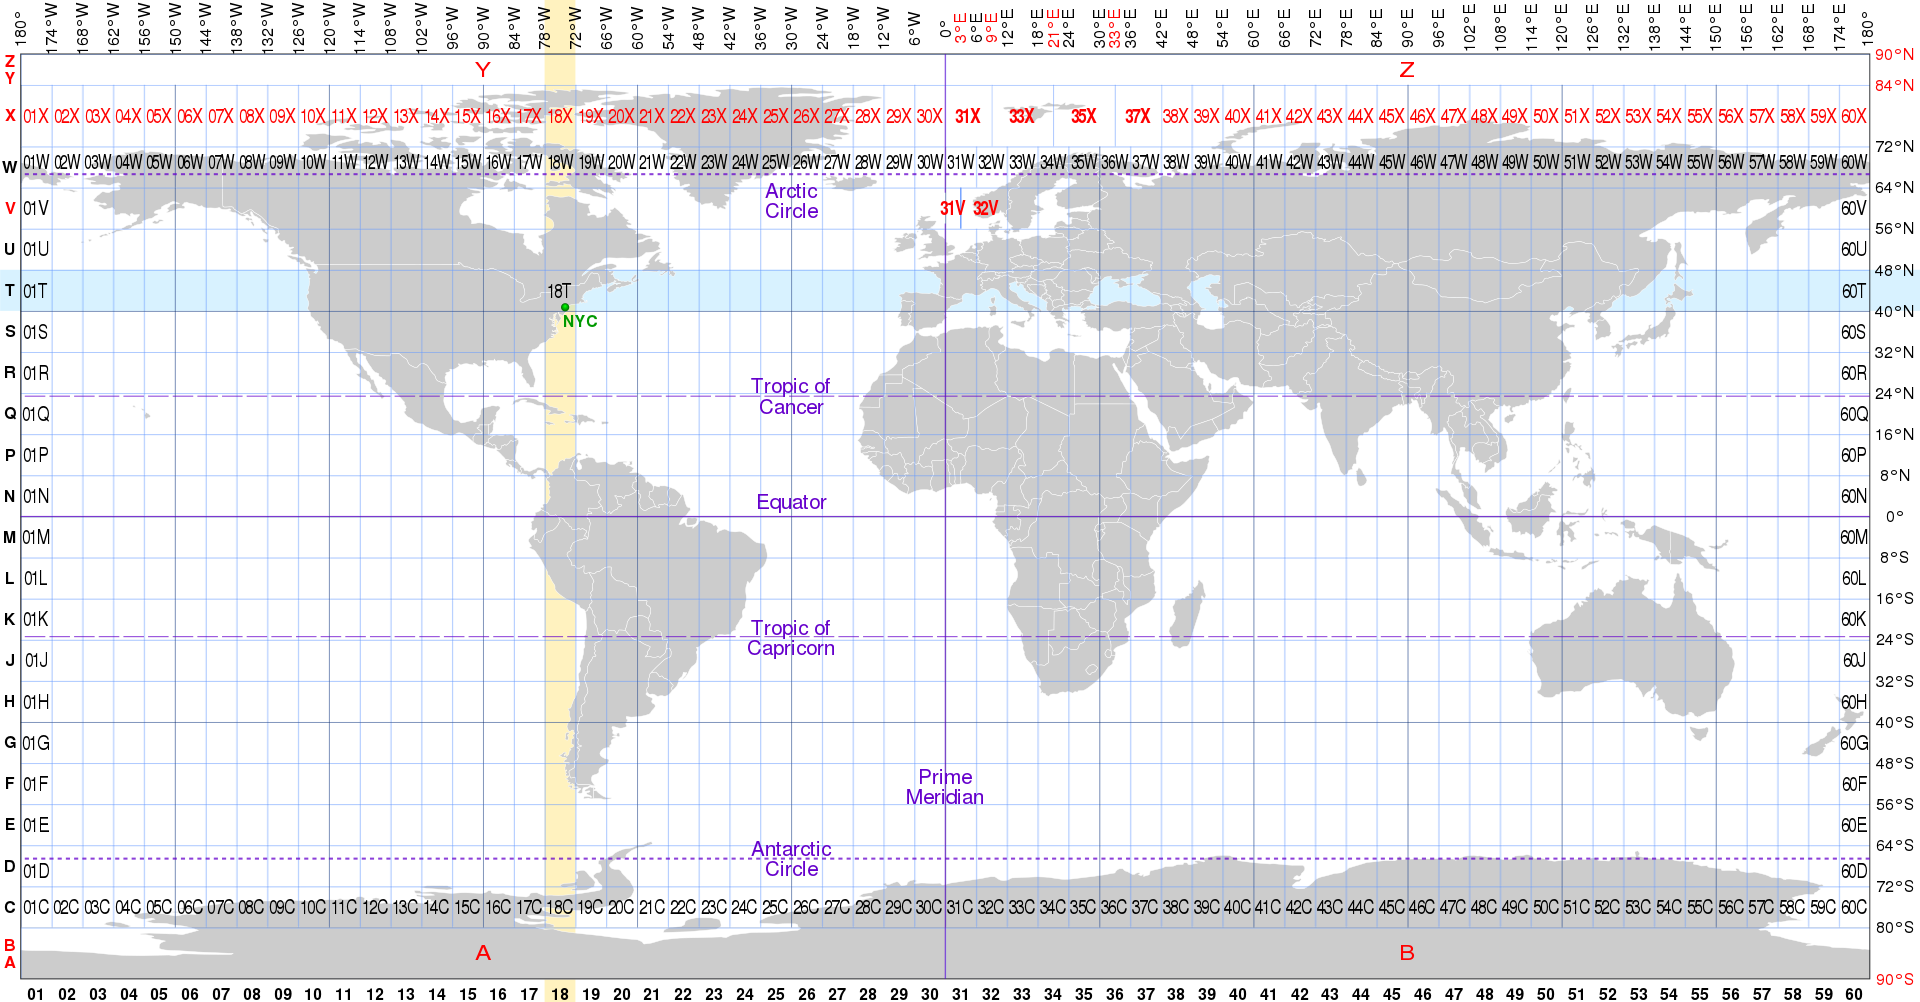 180° 174°W 168°W 162°W 156°W 150°W 144°W 138°W 132°W 126°W 120°W 114°W 108°W 102°W 96°W 90°W 84°W 78°W 72°W 66°W 60°W 54°W 48°W 42°W 36°W 30°W 24°W 18°W 12°W 6°W 0° 3°E 6°E 9°E 12°E 18°E 21°E 24°E 30°E 33°E 36°E 42°E 48°E 54°E 60°E 66°E 72°E 78°E 84°E 90°E 96°E 102°E 108°E 114°E 120°E 126°E 132°E 138°E 144°E 150°E 156°E 162°E 168°E 174°E 180°
90°N
Z Y Z
Y
84°N
X 01X 02X 03X 04X 05X 06X 07X 08X 09X 10X 11X 12X 13X 14X 15X 16X 17X 18X 19X 20X 21X 22X 23X 24X 25X 26X 27X 28X 29X 30X 31X 33X 35X 37X 38X 39X 40X 41X 42X 43X 44X 45X 46X 47X 48X 49X 50X 51X 52X 53X 54X 55X 56X 57X 58X 59X 60X
72°N
W 01W 02W 03W 04W 05W 06W 07W 08W 09W 10W 11W 12W 13W 14W 15W 16W 17W 18W 19W 20W 21W 22W 23W 24W 25W 26W 27W 28W 29W 30W 31W 32W 33W 34W 35W 36W 37W 38W 39W 40W 41W 42W 43W 44W 45W 46W 47W 48W 49W 50W 51W 52W 53W 54W 55W 56W 57W 58W 59W 60W
Arctic
Circle
64°N
V 01V 31V 32V 60V
56°N
U 01U 60U
48°N
T 01T 18T 60T
40°N
NYC
S 01S 60S
32°N
R 01R 60R
Tropic of
Cancer
24°N
Q 01Q 60Q
16°N
P 01P 60P
8°N
N 01N 60N
Equator
0°
M 01M 60M
8°S
L 01L 60L
16°S
K 01K 60K
Tropic of
Capricorn
24°S
J 01J 60J
32°S
H 01H 60H
40°S
G 01G 60G
48°S
F 01F 60F
Prime
Meridian
56°S
E 01E 60E
64°S
Antarctic
Circle
D 01D 60D
72°S
C 01C 02C 03C 04C 05C 06C 07C 08C 09C 10C 11C 12C 13C 14C 15C 16C 17C 18C 19C 20C 21C 22C 23C 24C 25C 26C 27C 28C 29C 30C 31C 32C 33C 34C 35C 36C 37C 38C 39C 40C 41C 42C 43C 44C 45C 46C 47C 48C 49C 50C 51C 52C 53C 54C 55C 56C 57C 58C 59C 60C
80°S
B
A A B
90°S
01 02 03 04 05 06 07 08 09 10 11 12 13 14 15 16 17 18 19 20 21 22 23 24 25 26 27 28 29 30 31 32 33 34 35 36 37 38 39 40 41 42 43 44 45 46 47 48 49 50 51 52 53 54 55 56 57 58 59 60